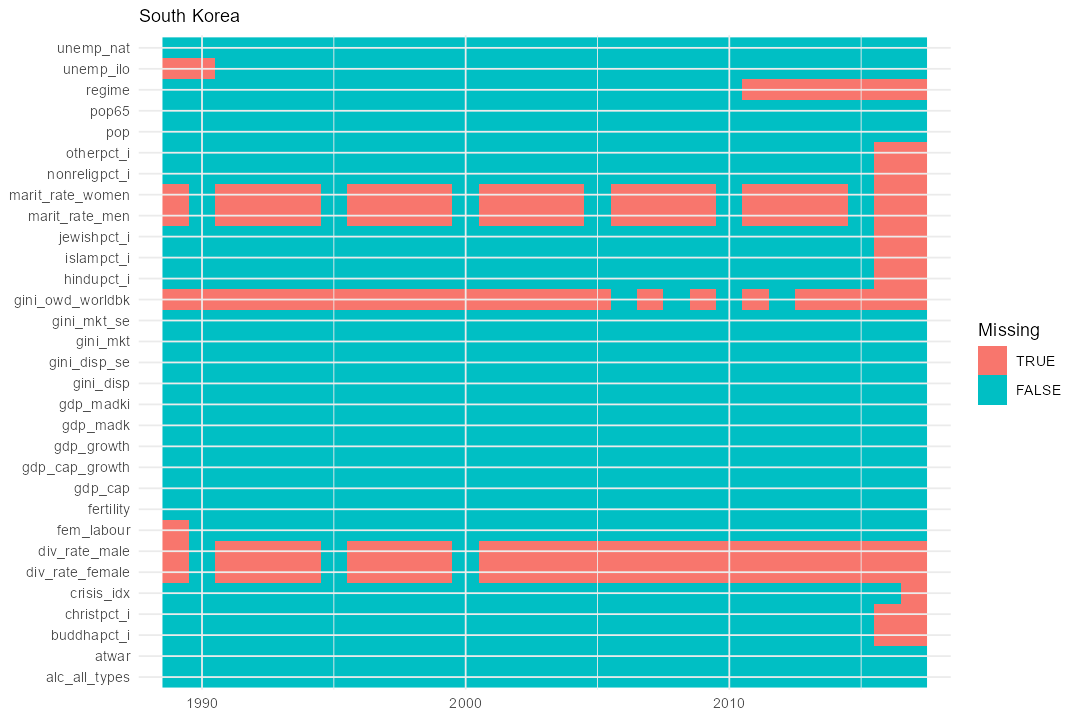 South Korea
unemp_nat
unemp_ilo
regime
pop65
pop
otherpct_i
nonreligpct_i
marit_rate_women
marit_rate_men
jewishpct_i
islampct_i
hindupct_i
gini_owd_worldbk
gini_mkt_se
gini_mkt
gini_disp_se
gini_disp
gdp_madki
gdp_madk
gdp_growth
gdp_cap_growth
gdp_cap
fertility
fem_labour
div_rate_male
div_rate_female
crisis_idx
christpct_i
buddhapct_i
atwar
alc_all_types
1990 2000 2010
Missing
TRUE
FALSE